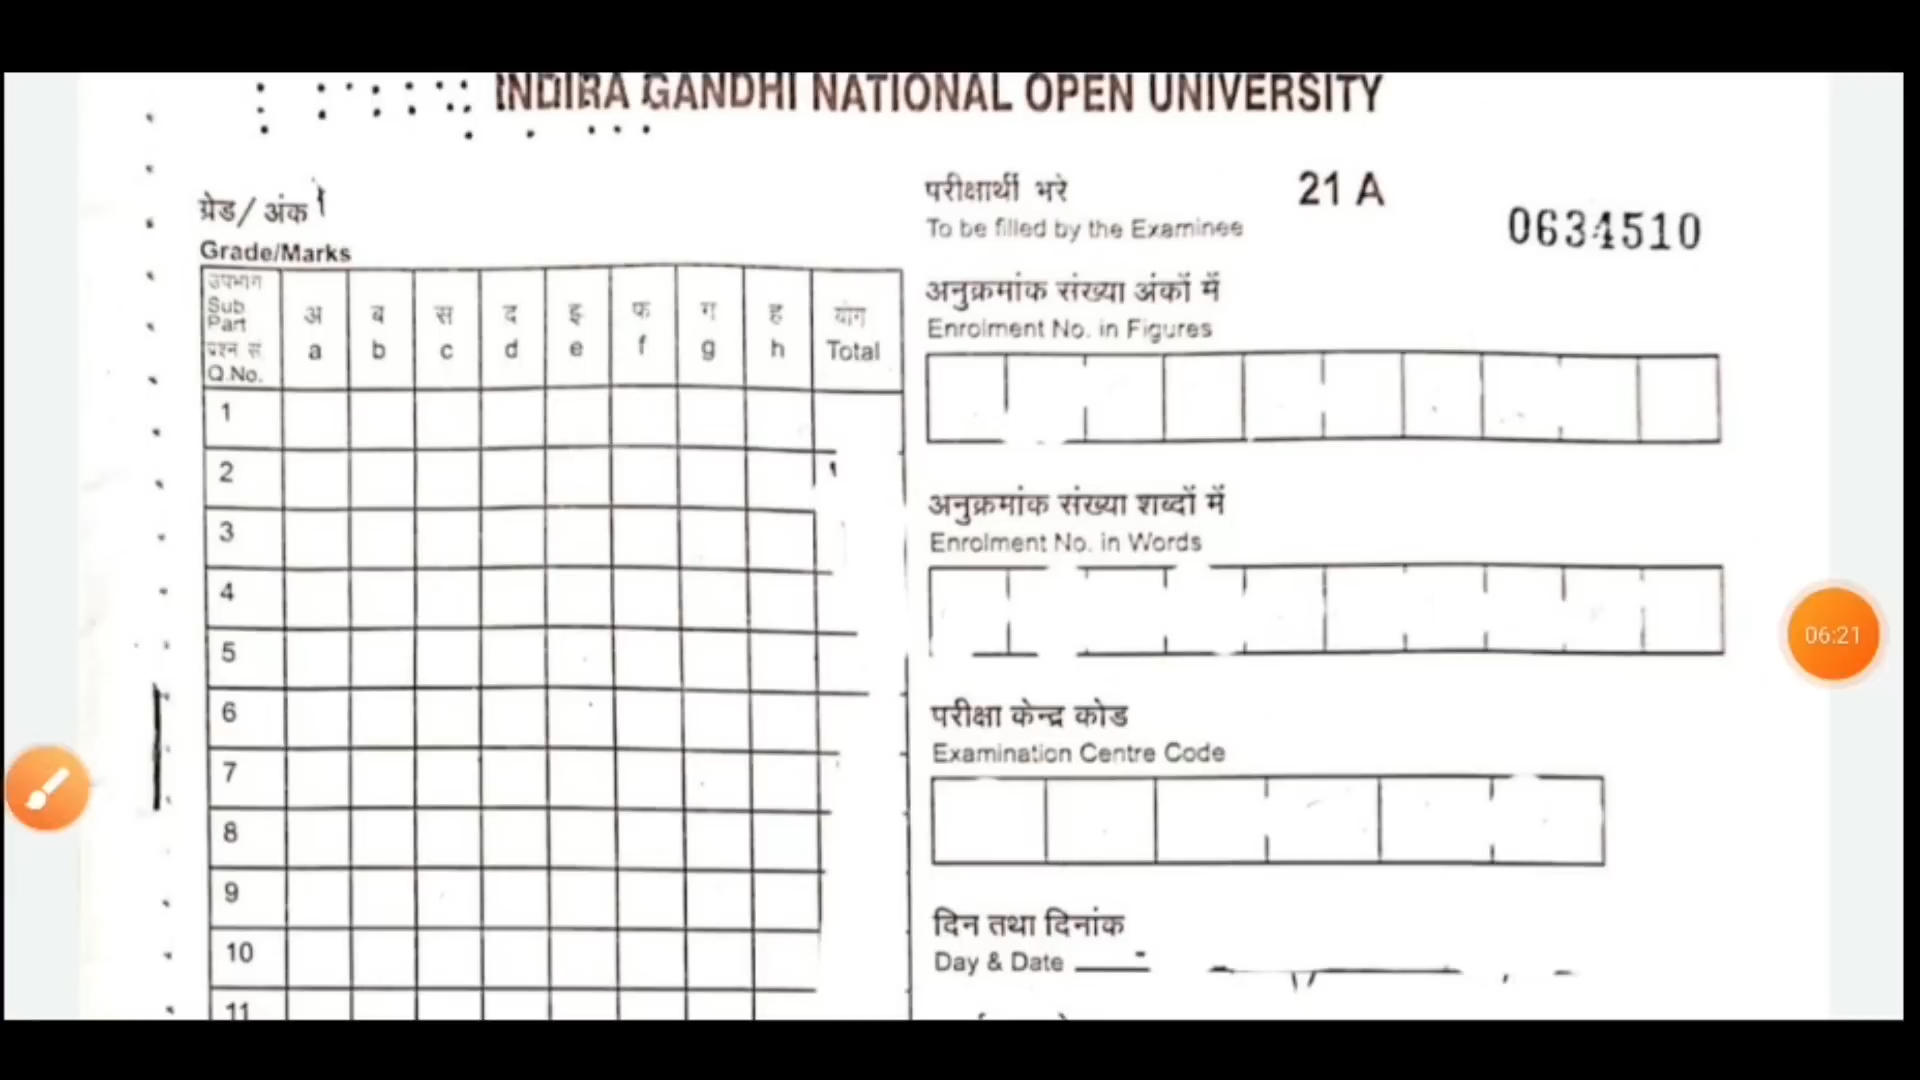 INDIRA GANDHI NATIONAL OPEN UNIVERSITY
ग्रेड/ अंक
Grade/Marks
उपभाग
Sub
Part
प्रश्न सं
Q.No.
अ ब स द इ फ ग ह योग
a b c d e f g h Total
1
2
3
4
5
6
7
8
9
10
11
परीक्षार्थी भरे
21 A
To be filled by the Examinee
0634510
अनुक्रमांक संख्या अंकों में
Enrolment No. in Figures
अनुक्रमांक संख्या शब्दों में
Enrolment No. in Words
परीक्षा केन्द्र कोड
Examination Centre Code
दिन तथा दिनांक
Day & Date
06:21